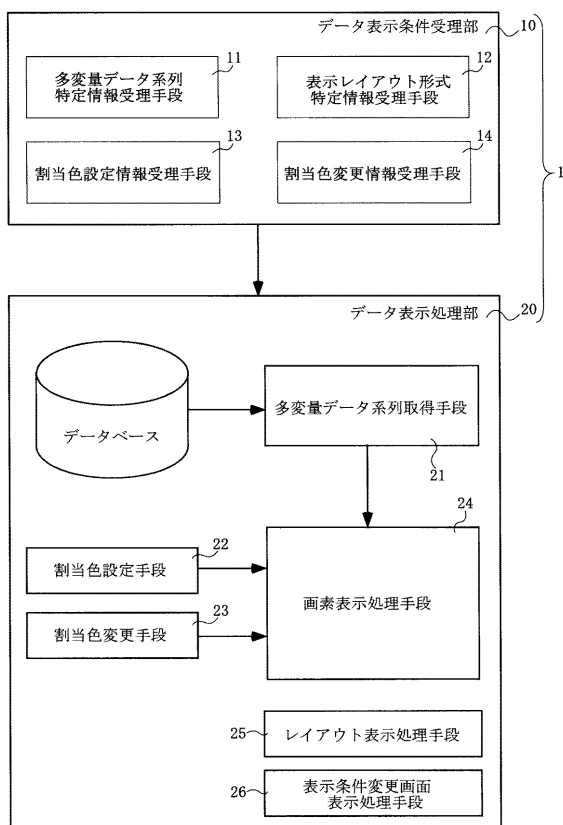 データ表示条件受理部 10
11
多変量データ系列
特定情報受理手段
12
表示レイアウト形式
特定情報受理手段
13
割当色設定情報受理手段
14
割当色変更情報受理手段
1
データ表示処理部 20
データベース
多変量データ系列取得手段
21
24
22
割当色設定手段
画素表示処理手段
23
割当色変更手段
25 レイアウト表示処理手段
26 表示条件変更画面
表示処理手段